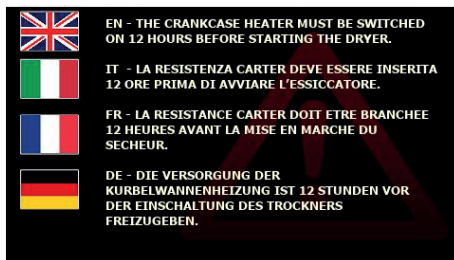 EN - THE CRANKCASE HEATER MUST BE SWITCHED
ON 12 HOURS BEFORE STARTING THE DRYER.
IT - LA RESISTENZA CARTER DEVE ESSERE INSERITA
12 ORE PRIMA DI AVVIARE L'ESSICCATORE.
FR - LA RESISTANCE CARTER DOIT ETRE BRANCHEE
12 HEURES AVANT LA MISE EN MARCHE DU
SECHEUR.
DE - DIE VERSORGUNG DER
KURBELWANNENHEIZUNG IST 12 STUNDEN VOR
DER EINSCHALTUNG DES TROCKNERS
FREIZUGEBEN.